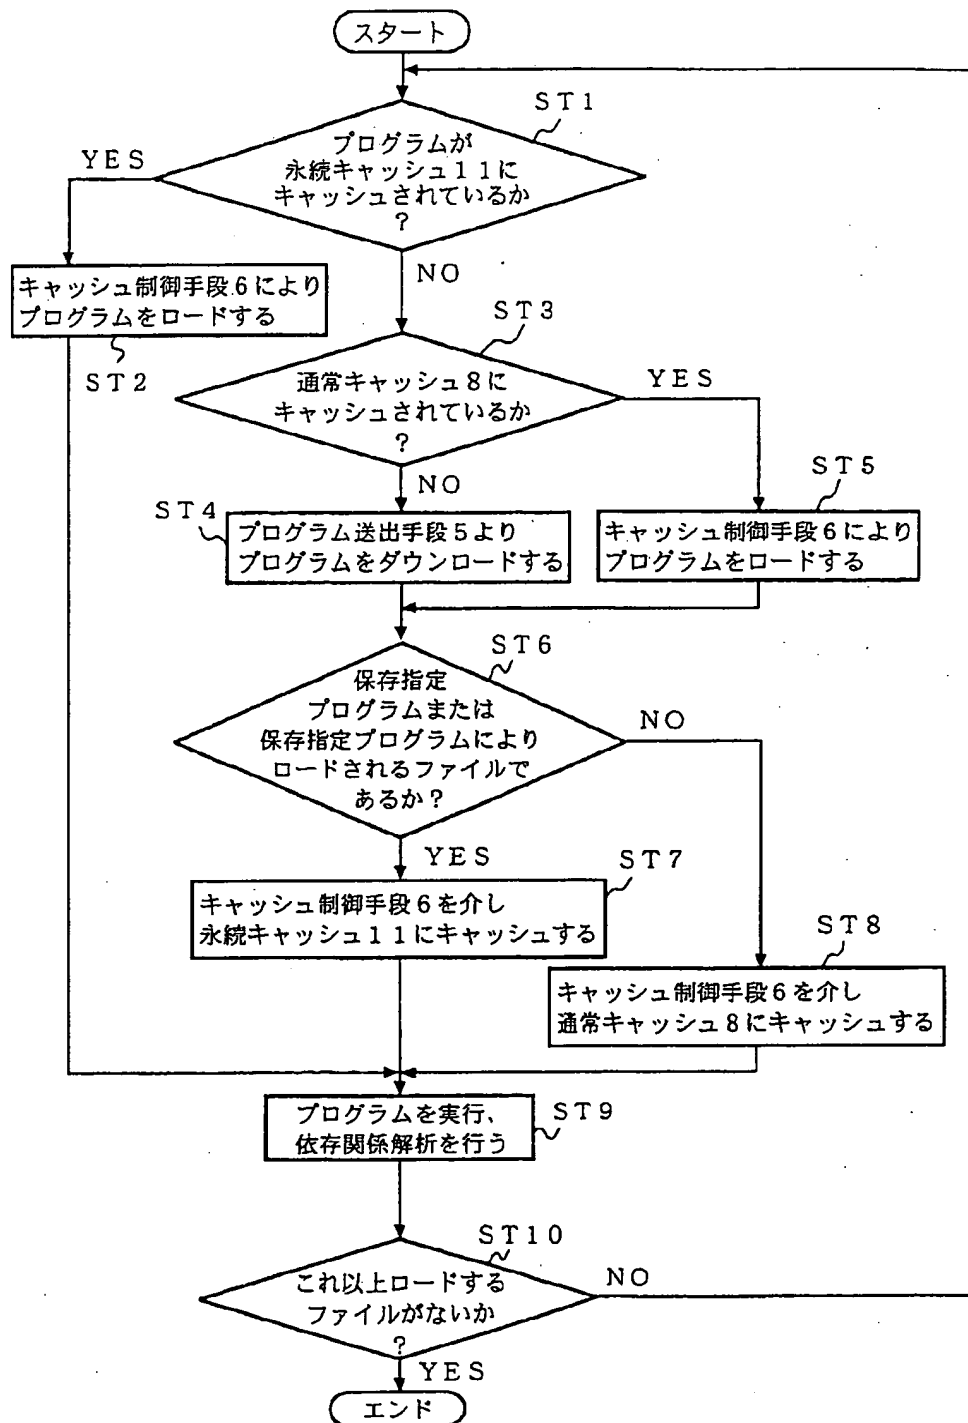 スタート
ST1
プログラムが
永続キャッシュ11に
キャッシュされているか
?
YES
NO
キャッシュ制御手段6により
プログラムをロードする
ST2
ST3
通常キャッシュ8に
キャッシュされているか
?
YES
NO
ST4
プログラム送出手段5より
プログラムをダウンロードする
ST5
キャッシュ制御手段6により
プログラムをロードする
ST6
保存指定
プログラムまたは
保存指定プログラムにより
ロードされるファイルで
あるか?
NO
YES
ST7
キャッシュ制御手段6を介し
永続キャッシュ11にキャッシュする
ST8
キャッシュ制御手段6を介し
通常キャッシュ8にキャッシュする
プログラムを実行、
依存関係解析を行う
ST9
ST10
これ以上ロードする
ファイルがないか
?
NO
YES
エンド